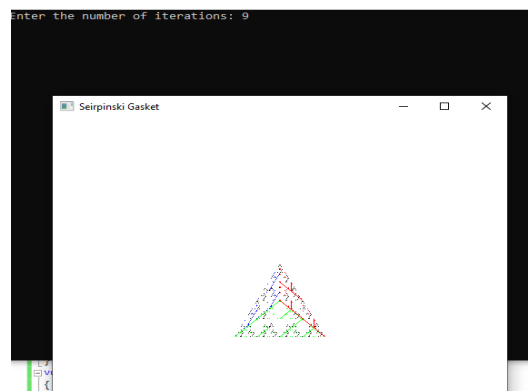 Enter the number of iterations: 9
Seirpinski Gasket
{